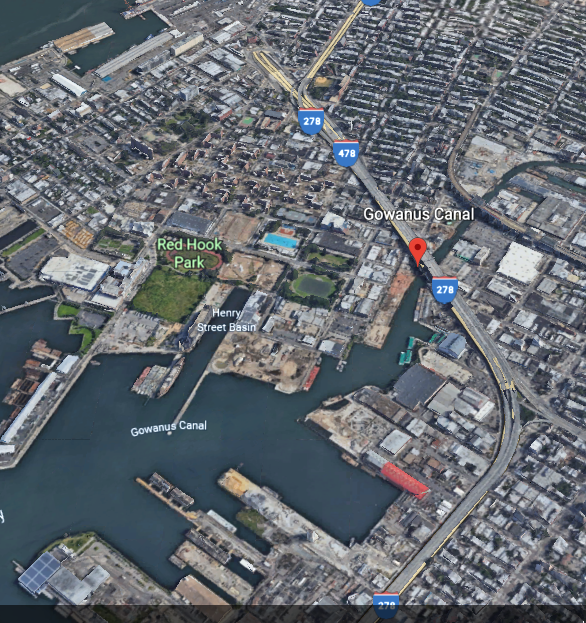 278
478
Gowanus Canal
Red Hook
Park
278
Henry
Street Basin
Gowanus Canal
y
278